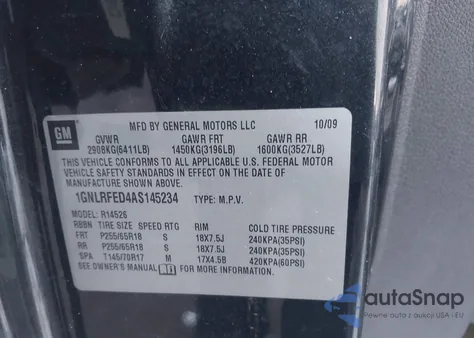 GM
MFD BY GENERAL MOTORS LLC 10/09
GVWR GAWR FRT GAWR RR
2908KG(6411LB) 1450KG(3196LB) 1600KG(3527LB)
THIS VEHICLE CONFORMS TO ALL APPLICABLE U.S. FEDERAL MOTOR
VEHICLE SAFETY STANDARDS IN EFFECT ON THE DATE OF
MANUFACTURE SHOWN ABOVE.
1GNLRFED4AS145234 TYPE: M.P.V.
MODEL: R14526
RBBN TIRE SIZE SPEED RTG RIM COLD TIRE PRESSURE
FRT P255/65R18 S 18X7.5J 240KPA(35PSI)
RR P255/65R18 S 18X7.5J 240KPA(35PSI)
SPA T145/70R17 M 17X4.5B 420KPA(60PSI)
SEE OWNER'S MANUAL FOR MORE INFORMATION.
autaSnap
Pewne auta z USA i EU